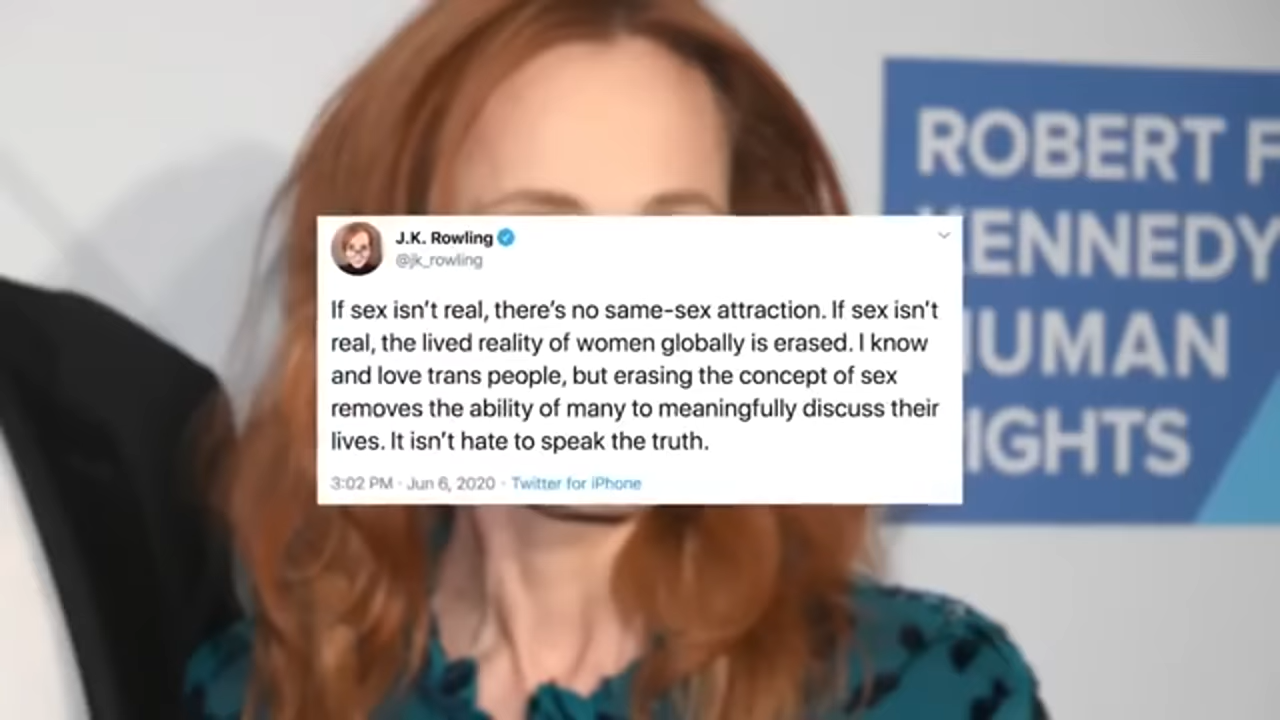 J.K. Rowling
@jk_rowling
If sex isn’t real, there’s no same-sex attraction. If sex isn’t
real, the lived reality of women globally is erased. I know
and love trans people, but erasing the concept of sex
removes the ability of many to meaningfully discuss their
lives. It isn’t hate to speak the truth.
3:02 PM · Jun 6, 2020 · Twitter for iPhone
ROBERT F
ENNEDY
UMAN
IGHTS